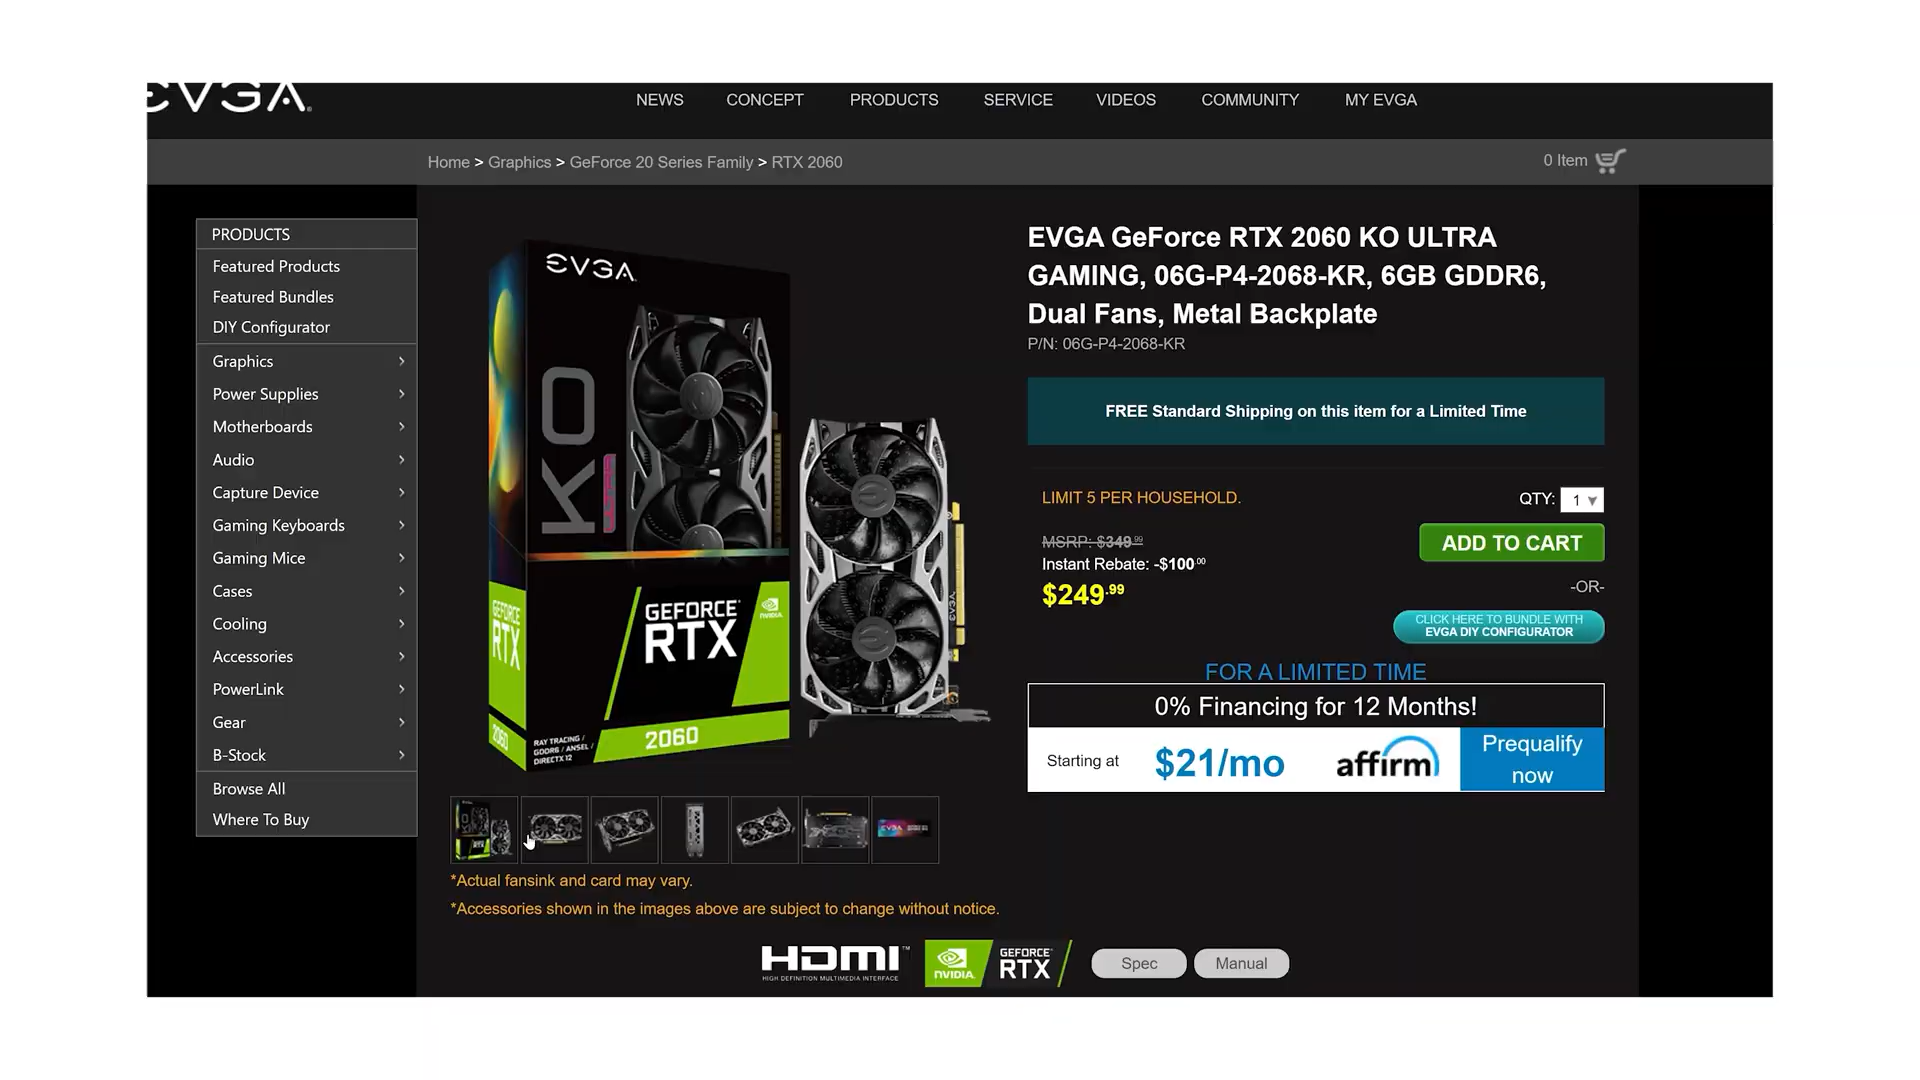 EVGA
NEWS CONCEPT PRODUCTS SERVICE VIDEOS COMMUNITY MY EVGA
Home > Graphics > GeForce 20 Series Family > RTX 2060
0 Item
PRODUCTS
Featured Products
Featured Bundles
DIY Configurator
Graphics
Power Supplies
Motherboards
Audio
Capture Device
Gaming Keyboards
Gaming Mice
Cases
Cooling
Accessories
PowerLink
Gear
B-Stock
Browse All
Where To Buy
EVGA
KO
ULTRA
GEFORCE
RTX
2060
GEFORCE
RTX
NVIDIA
RAY TRACING /
GDDR6 / ANSEL /
DIRECTX 12
2060
EVGA
*Actual fansink and card may vary.
*Accessories shown in the images above are subject to change without notice.
EVGA GeForce RTX 2060 KO ULTRA
GAMING, 06G-P4-2068-KR, 6GB GDDR6,
Dual Fans, Metal Backplate
P/N: 06G-P4-2068-KR
FREE Standard Shipping on this item for a Limited Time
LIMIT 5 PER HOUSEHOLD.
QTY: 1
MSRP: $349.99
Instant Rebate: -$100.00
$249.99
ADD TO CART
-OR-
CLICK HERE TO BUNDLE WITH
EVGA DIY CONFIGURATOR
FOR A LIMITED TIME
0% Financing for 12 Months!
Starting at $21/mo affirm
Prequalify
now
HDMI™
HIGH DEFINITION MULTIMEDIA INTERFACE
NVIDIA.
GEFORCE
RTX
Spec
Manual